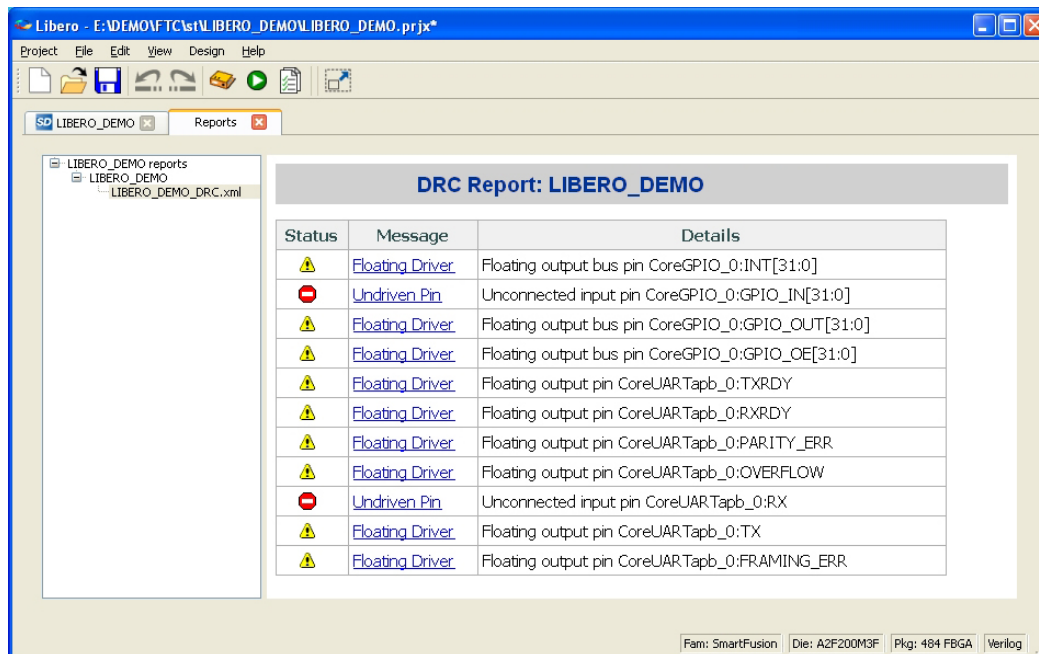 Libero - E:\DEMO\FTC\st\LIBERO_DEMO\LIBERO_DEMO.prjx*
Project File Edit View Design Help
SD LIBERO_DEMO Reports
LIBERO_DEMO reports
LIBERO_DEMO
LIBERO_DEMO_DRC.xml
DRC Report: LIBERO_DEMO
Status Message Details
Floating Driver Floating output bus pin CoreGPIO_0:INT[31:0]
Undriven Pin Unconnected input pin CoreGPIO_0:GPIO_IN[31:0]
Floating Driver Floating output bus pin CoreGPIO_0:GPIO_OUT[31:0]
Floating Driver Floating output bus pin CoreGPIO_0:GPIO_OE[31:0]
Floating Driver Floating output pin CoreUARTapb_0:TXRDY
Floating Driver Floating output pin CoreUARTapb_0:RXRDY
Floating Driver Floating output pin CoreUARTapb_0:PARITY_ERR
Floating Driver Floating output pin CoreUARTapb_0:OVERFLOW
Undriven Pin Unconnected input pin CoreUARTapb_0:RX
Floating Driver Floating output pin CoreUARTapb_0:TX
Floating Driver Floating output pin CoreUARTapb_0:FRAMING_ERR
Fam: SmartFusion Die: A2F200M3F Pkg: 484 FBGA Verilog